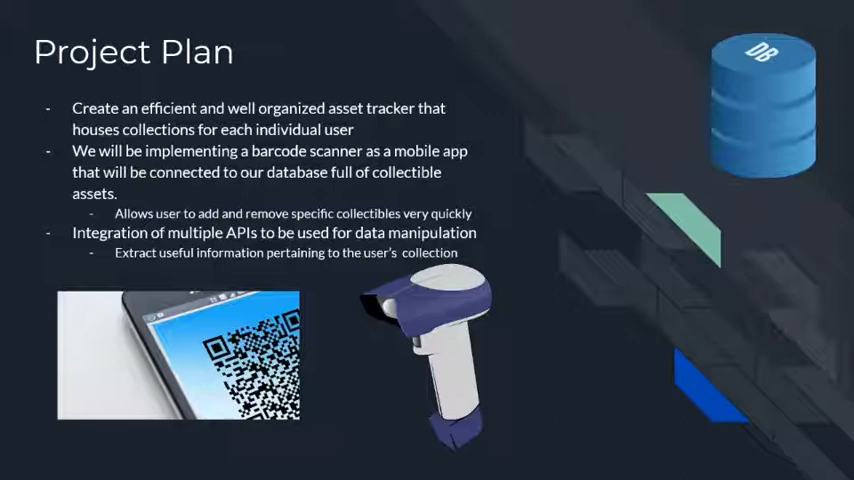 Project Plan
DB
- Create an efficient and well organized asset tracker that
houses collections for each individual user
- We will be implementing a barcode scanner as a mobile app
that will be connected to our database full of collectible
assets.
- Allows user to add and remove specific collectibles very quickly
- Integration of multiple APIs to be used for data manipulation
- Extract useful information pertaining to the user's collection